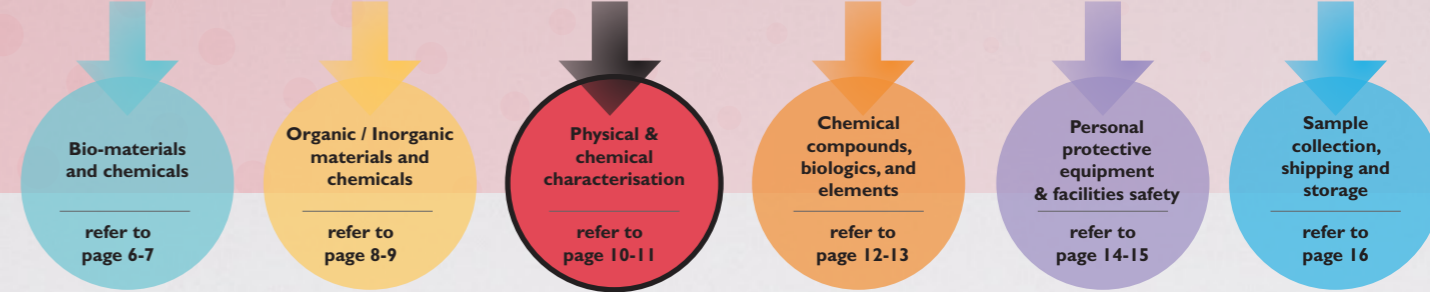 Bio-materials
and chemicals
refer to
page 6-7
Organic / Inorganic
materials and
chemicals
refer to
page 8-9
Physical &
chemical
characterisation
refer to
page 10-11
Chemical
compounds,
biologics, and
elements
refer to
page 12-13
Personal
protective
equipment
& facilities safety
refer to
page 14-15
Sample
collection,
shipping and
storage
refer to
page 16